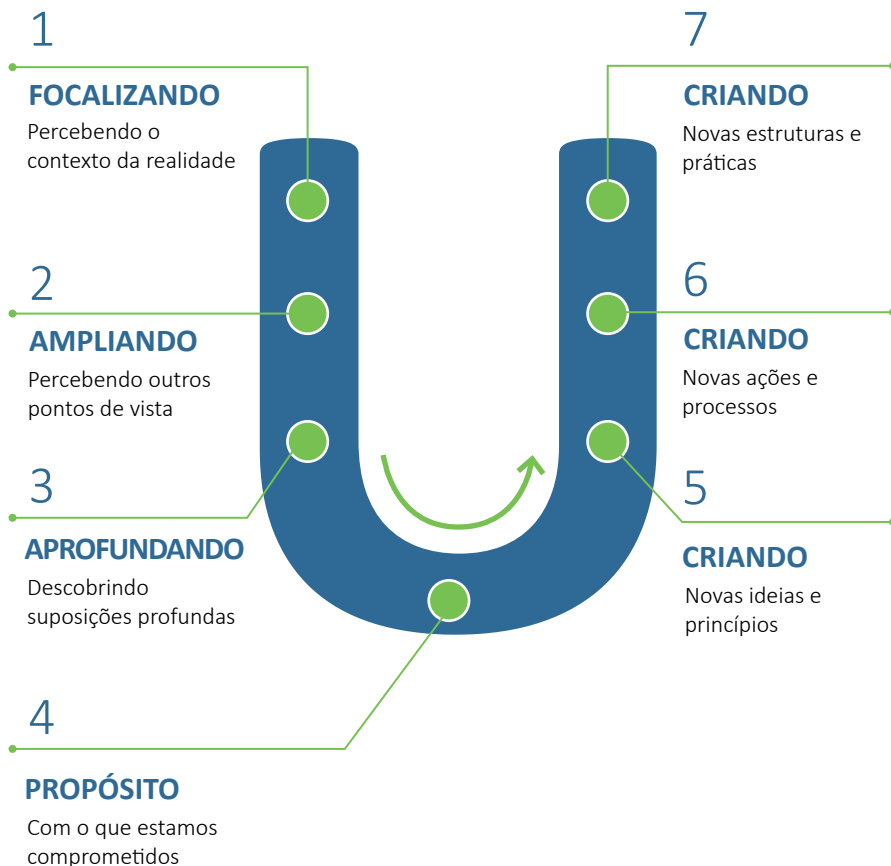 1
FOCALIZANDO
Percebendo o
contexto da realidade
2
AMPLIANDO
Percebendo outros
pontos de vista
3
APROFUNDANDO
Descobrindo
suposições profundas
4
PROPÓSITO
Com o que estamos
comprometidos
5
CRIANDO
Novas ideias e
princípios
6
CRIANDO
Novas ações e
processos
7
CRIANDO
Novas estruturas e
práticas